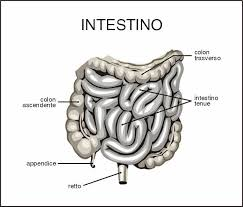 INTESTINO
colon
trasverso
colon
ascendente
intestino
tenue
appendice
retto